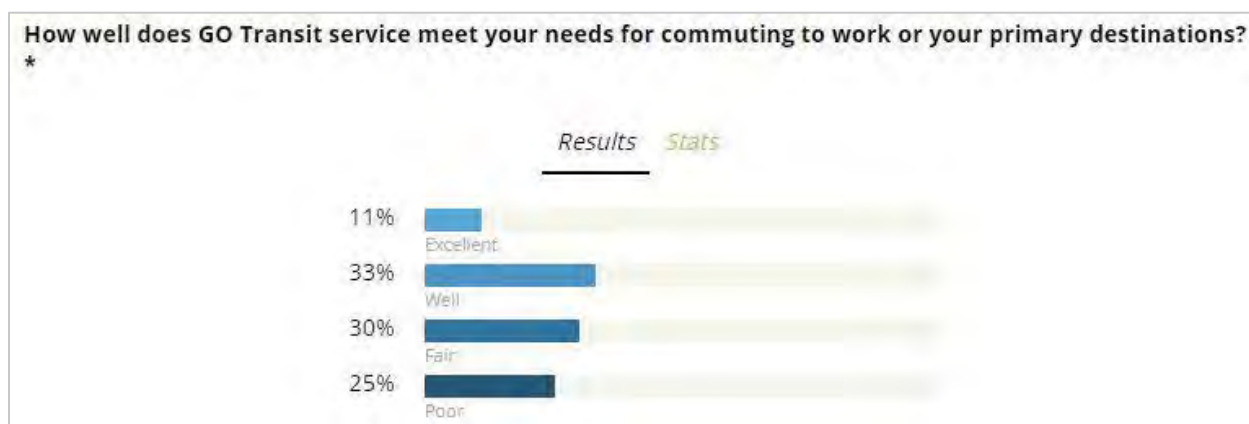 How well does GO Transit service meet your needs for commuting to work or your primary destinations?
*
Results Stats
11%
Excellent
33%
Well
30%
Fair
25%
Poor